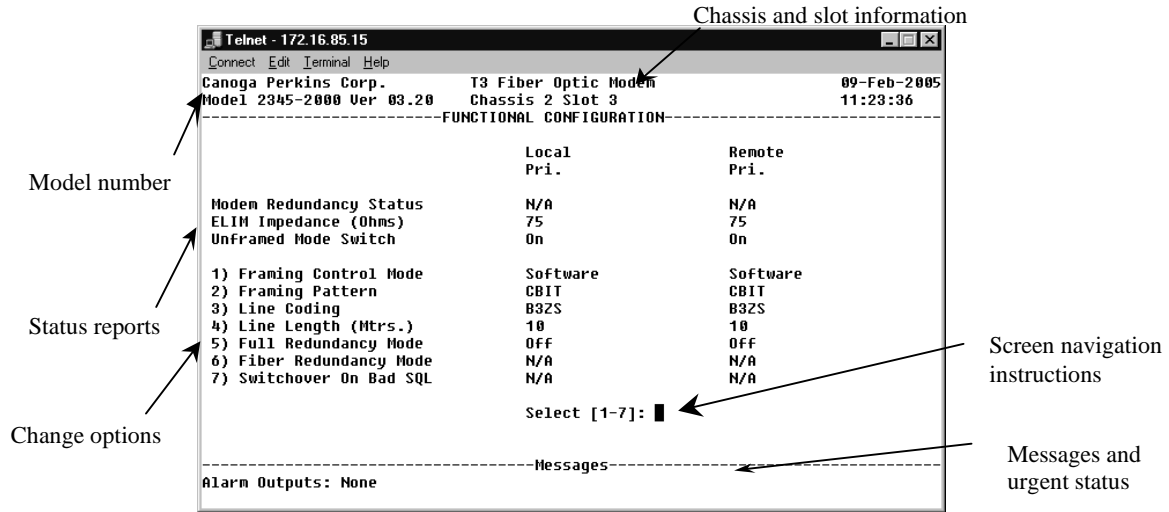 Chassis and slot information
Telnet - 172.16.85.15
Connect Edit Terminal Help
Canoga Perkins Corp. T3 Fiber Optic Modem 09-Feb-2005
Model 2345-2000 Ver 03.20 Chassis 2 Slot 3 11:23:36
-----------------------------FUNCTIONAL CONFIGURATION---------------------------------
Local Remote
Pri. Pri.
Model number
Modem Redundancy Status N/A N/A
ELIM Impedance (Ohms) 75 75
Unframed Mode Switch On On
1) Framing Control Mode Software Software
2) Framing Pattern CBIT CBIT
3) Line Coding B3ZS B3ZS
Status reports
4) Line Length (Mtrs.) 10 10
5) Full Redundancy Mode Off Off
6) Fiber Redundancy Mode N/A N/A
7) Switchover On Bad SQL N/A N/A
Screen navigation
instructions
Select [1-7]:
Change options
----------------------------------------Messages----------------------------------------
Alarm Outputs: None
Messages and
urgent status